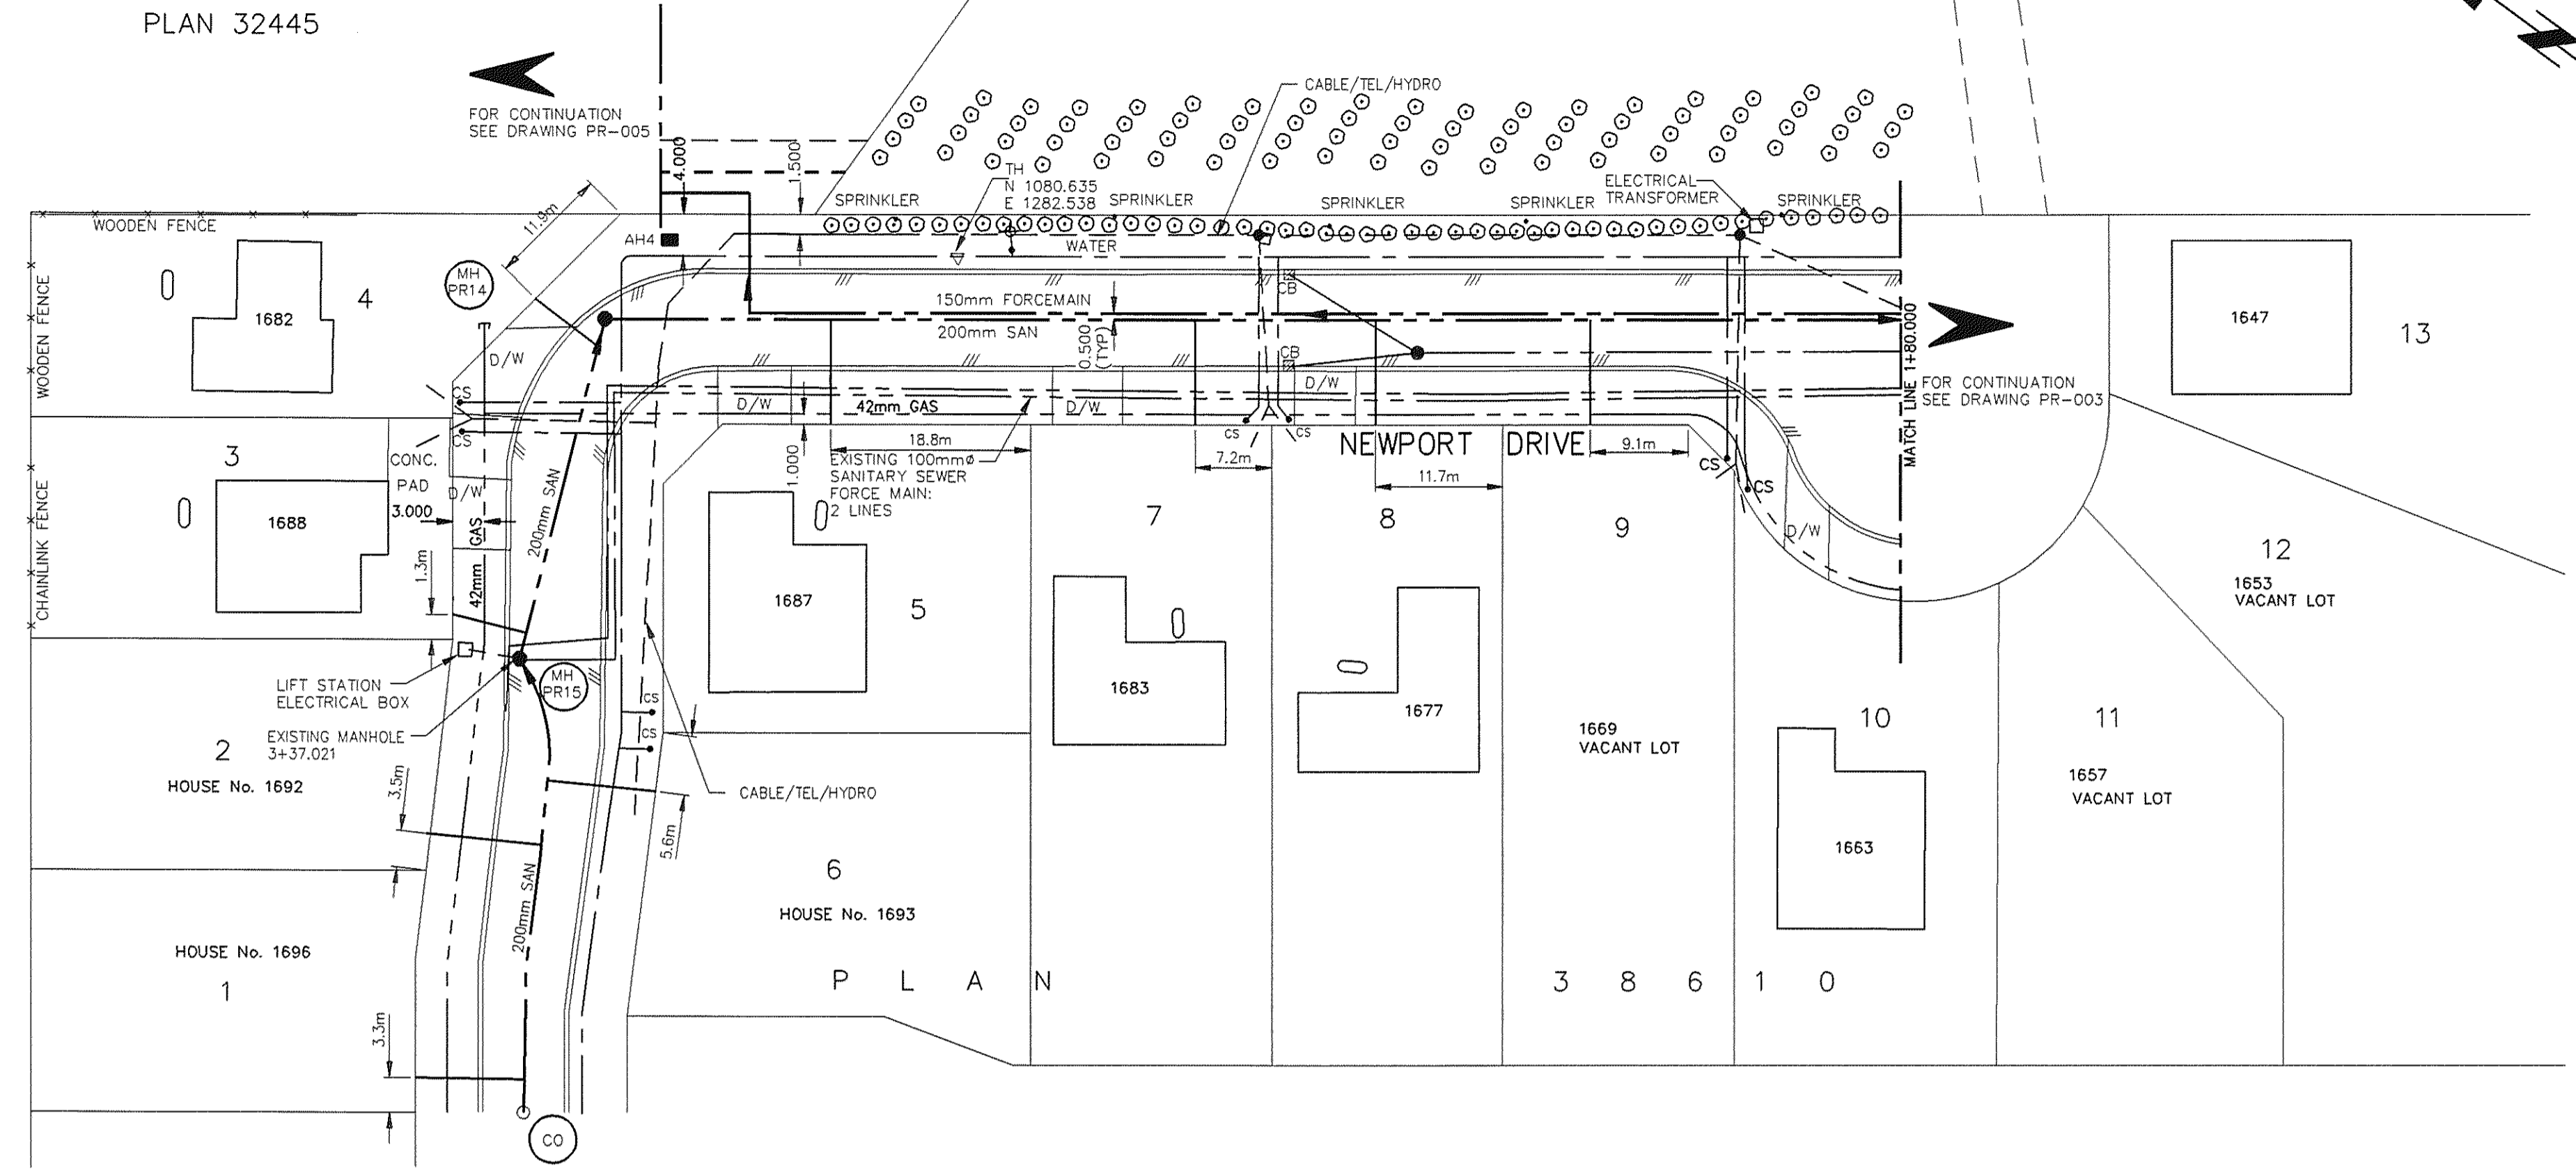 PLAN 32445
FOR CONTINUATION
SEE DRAWING PR-005
4.000
1.500
CABLE/TEL/HYDRO
TH
N 1080.635
E 1282.538
SPRINKLER
SPRINKLER
SPRINKLER
SPRINKLER
ELECTRICAL
TRANSFORMER
SPRINKLER
WOODEN FENCE
11.9m
AH4
WATER
MH
PR14
4
1682
WOODEN FENCE
150mm FORCEMAIN
200mm SAN
0.500
(TYP)
CB
CB
MATCH LINE 1+80.000
FOR CONTINUATION
SEE DRAWING PR-003
1647
13
D/W
CS
CS
D/W
42mm GAS
D/W
D/W
CS
CS
NEWPORT DRIVE
18.8m
7.2m
11.7m
9.1m
CS
CS
1.000
EXISTING 100mmø
SANITARY SEWER
FORCE MAIN:
2 LINES
3
CONC.
PAD
D/W
3.000
1688
CHAINLINK FENCE
42mm GAS
200mm SAN
1.3m
7
8
9
D/W
12
1653
VACANT LOT
1687
5
1683
1677
LIFT STATION
ELECTRICAL BOX
MH
PR15
CS
CS
EXISTING MANHOLE
3+37.021
2
HOUSE No. 1692
3.5m
CABLE/TEL/HYDRO
5.6m
1669
VACANT LOT
10
11
1657
VACANT LOT
1663
6
HOUSE No. 1693
200mm SAN
HOUSE No. 1696
1
PLAN 38610
3.3m
CO